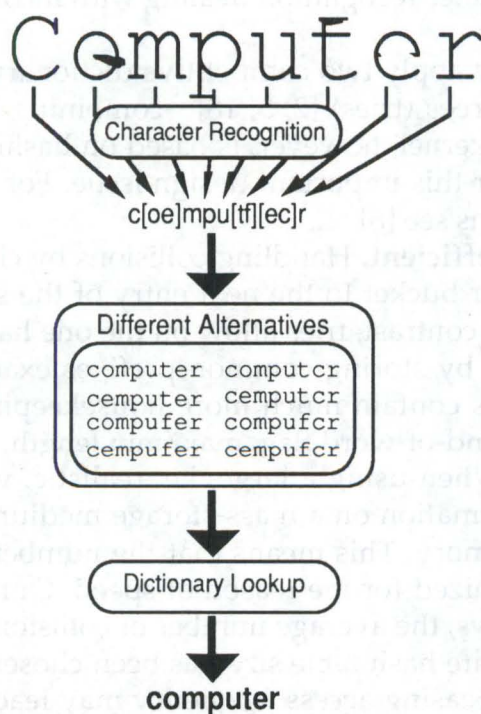 Computer
Character Recognition
c[oe]mpu[tf][ec]r
Different Alternatives
computer computcr
cemputer cemputcr
compufer compufcr
cempufer cempufcr
Dictionary Lookup
computer